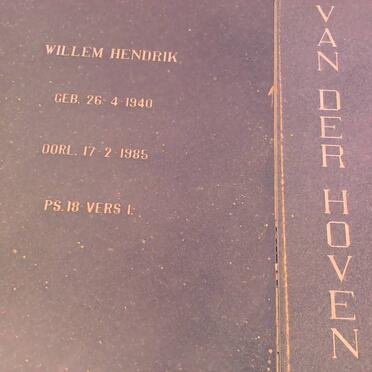 WILLEM HENDRIK
GEB. 26-4-1940
OORL. 17-2-1985
PS.18 VERS 1.
VAN DER HOVEN